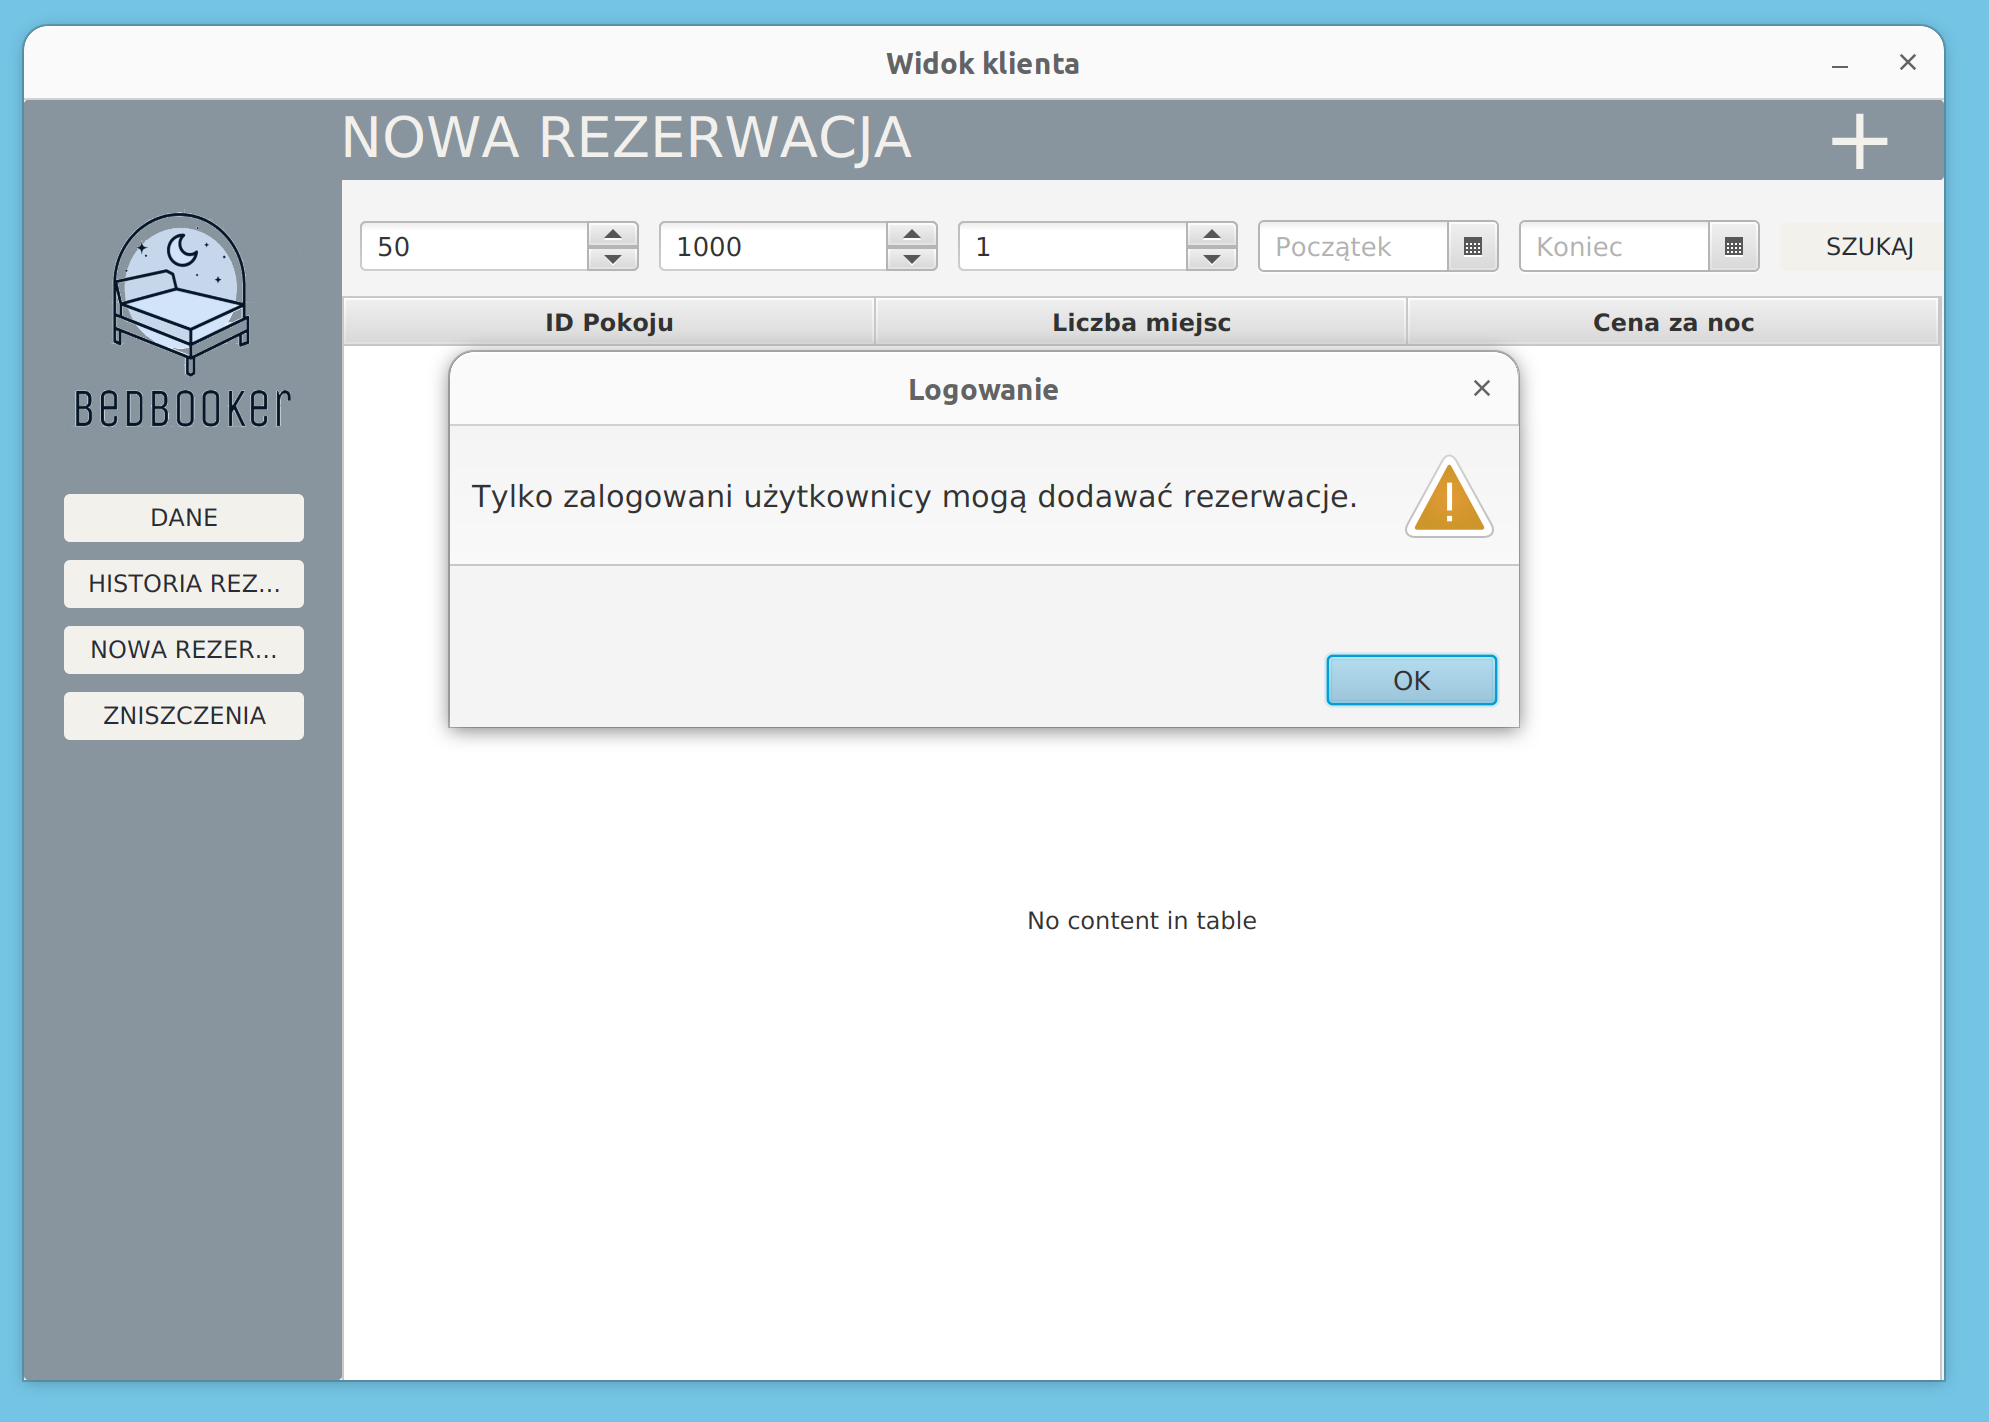 Widok klienta
NOWA REZERWACJA
BEDBOOKER
50 1000 1 Początek Koniec SZUKAJ
ID Pokoju Liczba miejsc Cena za noc
Logowanie
Tylko zalogowani użytkownicy mogą dodawać rezerwacje.
OK
DANE
HISTORIA REZ...
NOWA REZER...
ZNISZCZENIA
No content in table